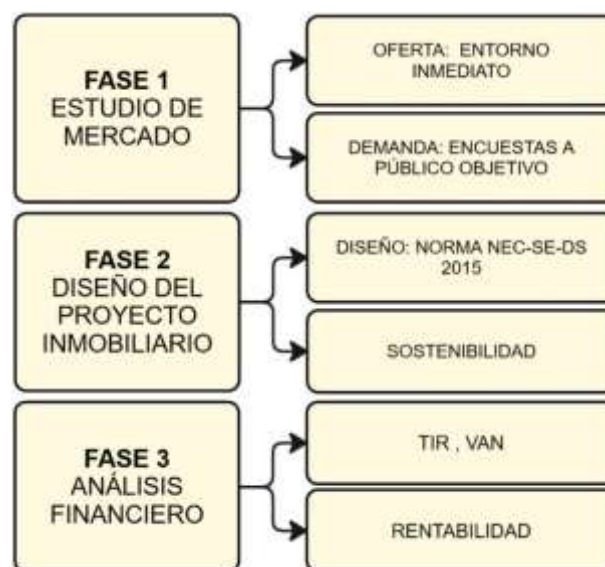 FASE 1
ESTUDIO DE
MERCADO
OFERTA: ENTORNO
INMEDIATO
DEMANDA: ENCUESTAS A
PÚBLICO OBJETIVO
FASE 2
DISEÑO DEL
PROYECTO
INMOBILIARIO
DISEÑO: NORMA NEC-SE-DS
2015
SOSTENIBILIDAD
FASE 3
ANÁLISIS
FINANCIERO
TIR , VAN
RENTABILIDAD